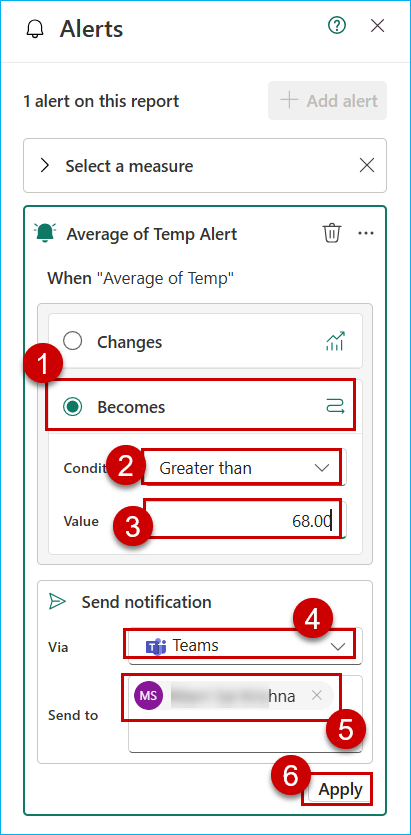 Alerts
1 alert on this report
Add alert
Select a measure
Average of Temp Alert
When "Average of Temp"
Changes
1
Becomes
2
Greater than
Value
3
68.00
Send notification
4
Via
Teams
MS
hna
Send to
5
6
Apply